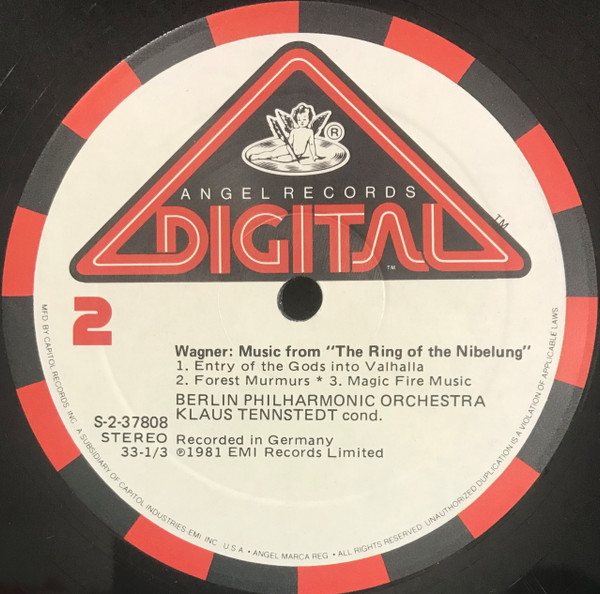 ®
ANGEL RECORDS
DIGITAL
TM
TM
2
Wagner: Music from "The Ring of the Nibelung"
1. Entry of the Gods into Valhalla
2. Forest Murmurs * 3. Magic Fire Music
BERLIN PHILHARMONIC ORCHESTRA
KLAUS TENNSTEDT cond.
S-2-37808
STEREO
33-1/3
Recorded in Germany
℗1981 EMI Records Limited
MFD. BY CAPITOL RECORDS, INC. A SUBSIDIARY OF CAPITOL INDUSTRIES-EMI, INC. U.S.A. • ANGEL MARCA REG. • ALL RIGHTS RESERVED. UNAUTHORIZED DUPLICATION IS A VIOLATION OF APPLICABLE LAWS